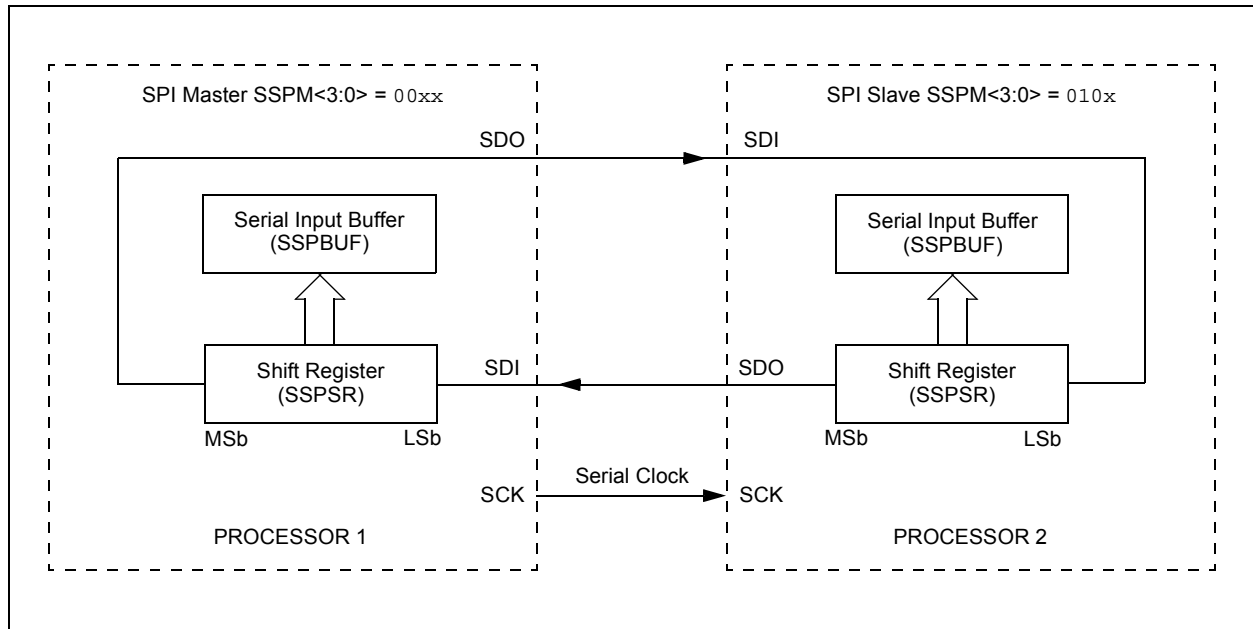 SPI Master SSPM<3:0> = 00xx
SPI Slave SSPM<3:0> = 010x
SDO
SDI
Serial Input Buffer
(SSPBUF)
Serial Input Buffer
(SSPBUF)
Shift Register
(SSPSR)
SDI
SDO
Shift Register
(SSPSR)
MSb
LSb
MSb
LSb
Serial Clock
SCK
SCK
PROCESSOR 1
PROCESSOR 2